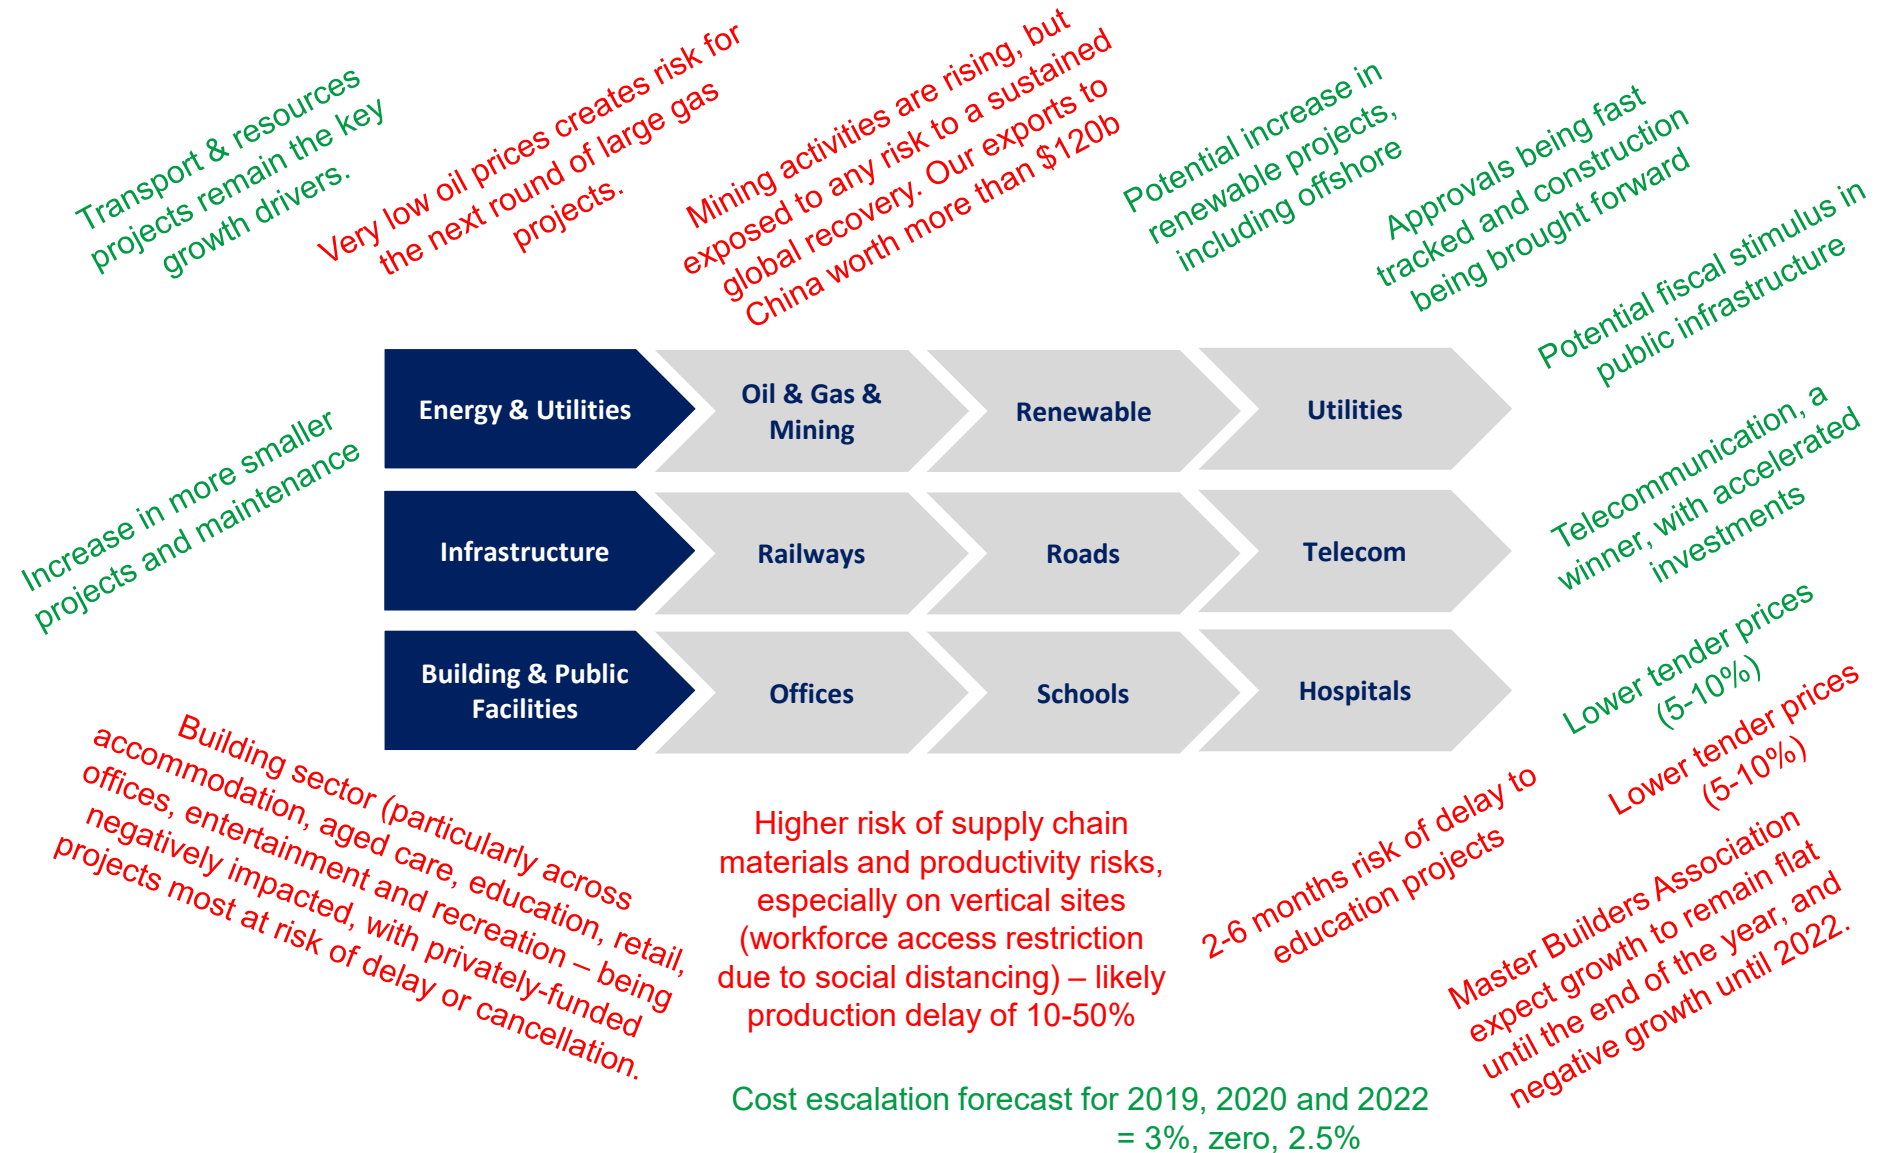 Transport & resources
projects remain the key
growth drivers.
Very low oil prices creates risk for
the next round of large gas
projects.
Mining activities are rising, but
exposed to any risk to a sustained
global recovery. Our exports to
China worth more than $120b
Potential increase in
renewable projects,
including offshore
Approvals being fast
tracked and construction
being brought forward
Potential fiscal stimulus in
public infrastructure
Energy & Utilities
Oil & Gas &
Mining
Renewable
Utilities
Increase in more smaller
projects and maintenance
Telecommunication, a
winner, with accelerated
investments
Infrastructure
Railways
Roads
Telecom
Lower tender prices
(5-10%)
Building & Public
Facilities
Offices
Schools
Hospitals
Lower tender prices
(5-10%)
Building sector (particularly across
accommodation, aged care, education, retail,
offices, entertainment and recreation – being
negatively impacted, with privately-funded
projects most at risk of delay or cancellation.
Higher risk of supply chain
materials and productivity risks,
especially on vertical sites
(workforce access restriction
due to social distancing) – likely
production delay of 10-50%
2-6 months risk of delay to
education projects
Master Builders Association
expect growth to remain flat
until the end of the year, and
negative growth until 2022.
Cost escalation forecast for 2019, 2020 and 2022
= 3%, zero, 2.5%